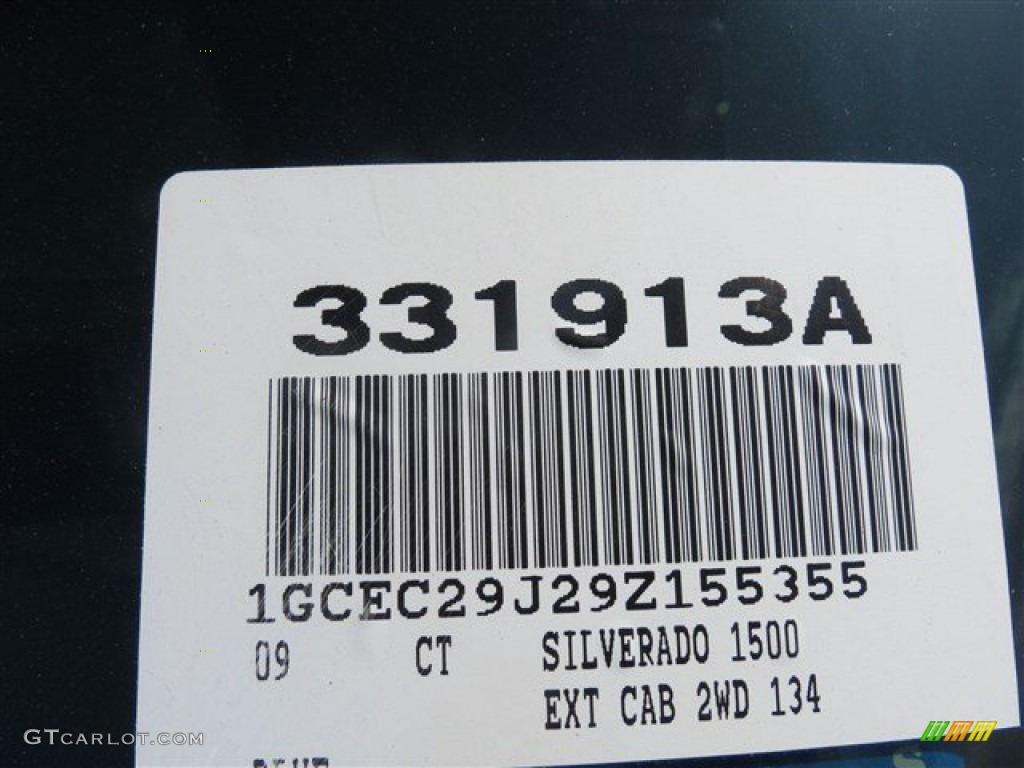 331913A
1GCEC29J29Z155355
09 CT SILVERADO 1500
EXT CAB 2WD 134
GTCARLOT.COM